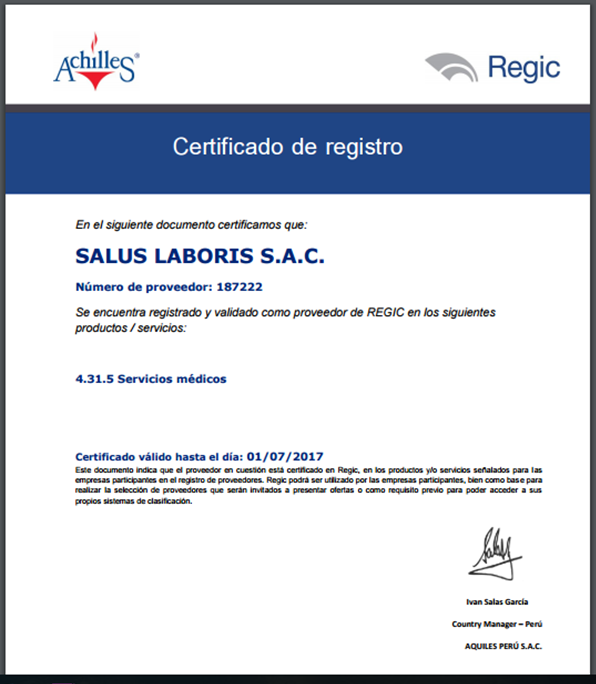 Achilles®
Regic
Certificado de registro
En el siguiente documento certificamos que:
SALUS LABORIS S.A.C.
Número de proveedor: 187222
Se encuentra registrado y validado como proveedor de REGIC en los siguientes
productos / servicios:
4.31.5 Servicios médicos
Certificado válido hasta el día: 01/07/2017
Este documento indica que el proveedor en cuestión está certificado en Regic, en los productos y/o servicios señalados para las
empresas participantes en el registro de proveedores. Regic podrá ser utilizado por las empresas participantes, bien como base para
realizar la selección de proveedores que serán invitados a presentar ofertas o como requisito previo para poder acceder a sus
propios sistemas de clasificación.
Salas
Ivan Salas García
Country Manager – Perú
AQUILES PERÚ S.A.C.